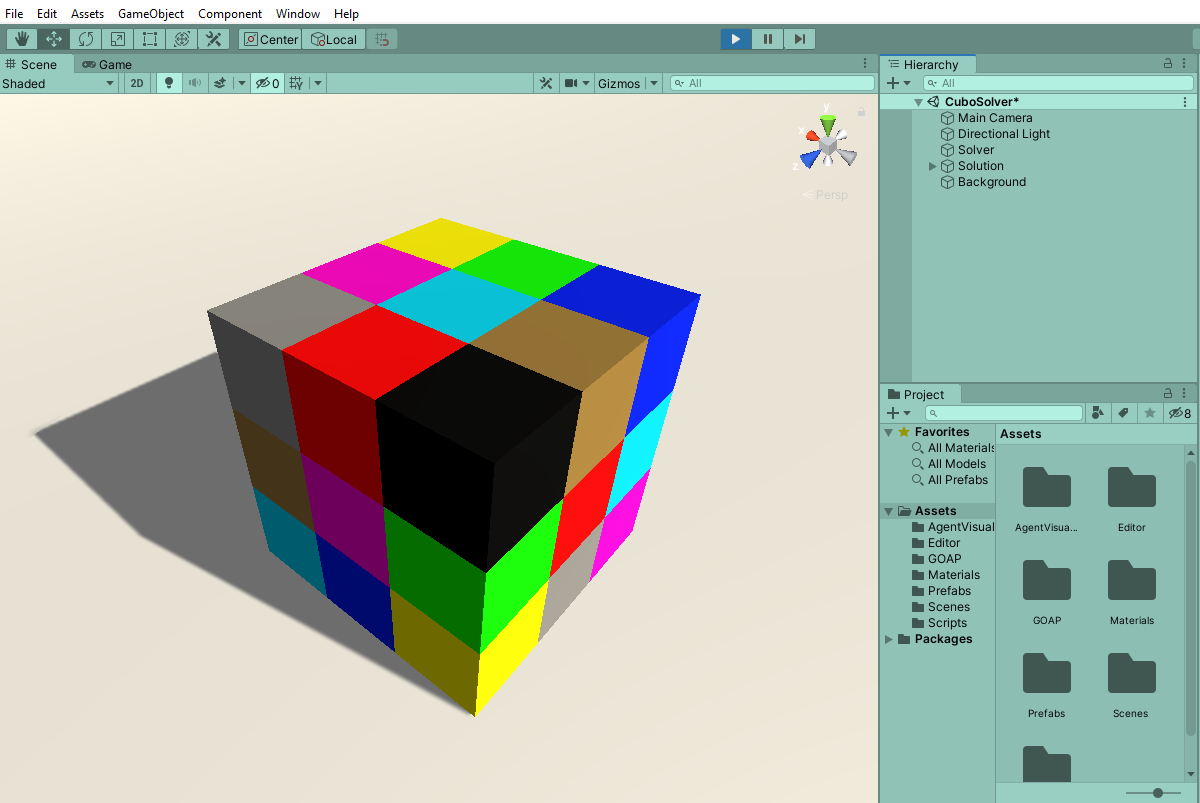 File Edit Assets GameObject Component Window Help
Center Local
Scene Game
Shaded 2D 0 Gizmos All
y
x
z
< Persp
Hierarchy
All
CuboSolver*
Main Camera
Directional Light
Solver
Solution
Background
Project
8
Favorites
All Materials
All Models
All Prefabs
Assets
AgentVisual
Editor
GOAP
Materials
Prefabs
Scenes
Scripts
Packages
Assets
AgentVisua... Editor
GOAP Materials
Prefabs Scenes